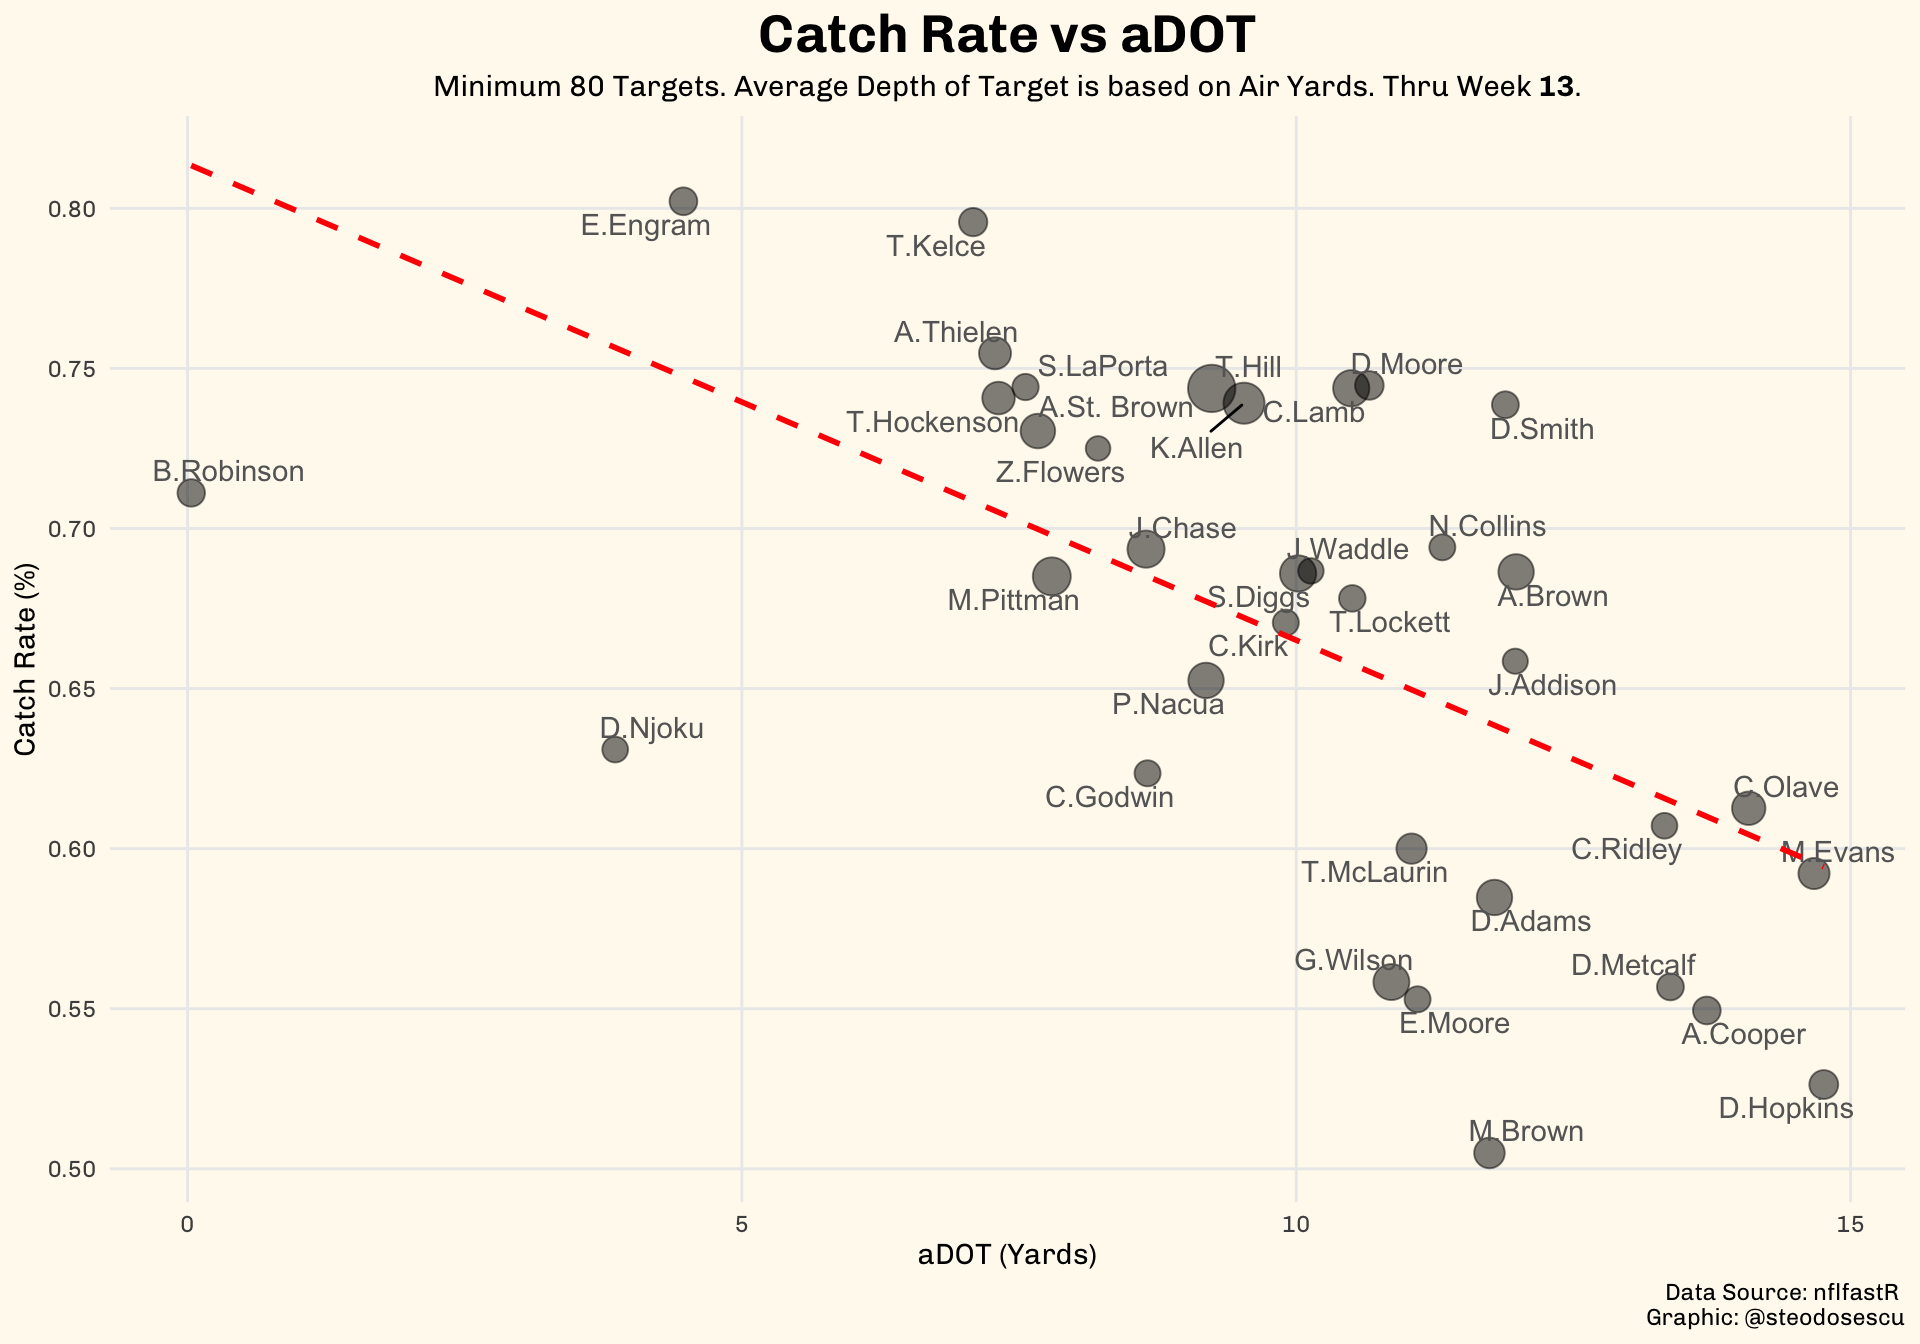 Catch Rate vs aDOT
Minimum 80 Targets. Average Depth of Target is based on Air Yards. Thru Week 13.
Catch Rate (%)
0.80
0.75
0.70
0.65
0.60
0.55
0.50
E.Engram
T.Kelce
A.Thielen
S.LaPorta
T.Hill
D.Moore
A.St. Brown
C.Lamb
T.Hockenson
D.Smith
K.Allen
Z.Flowers
B.Robinson
J.Chase
N.Collins
J.Waddle
M.Pittman
S.Diggs
A.Brown
T.Lockett
C.Kirk
J.Addison
P.Nacua
D.Njoku
C.Godwin
C. Olave
C.Ridley
M.Evans
T.McLaurin
D.Adams
G.Wilson
D.Metcalf
E.Moore
A.Cooper
D.Hopkins
M.Brown
0
5
10
15
aDOT (Yards)
Data Source: nflfastR
Graphic: @steodosescu